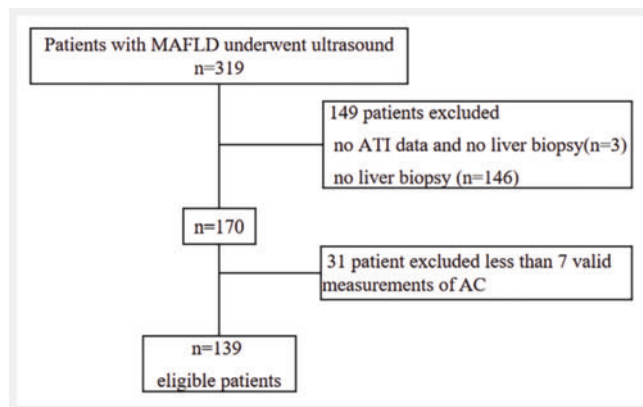 Patients with MAFLD underwent ultrasound
n=319
149 patients excluded
no ATI data and no liver biopsy(n=3)
no liver biopsy (n=146)
n=170
31 patient excluded less than 7 valid
measurements of AC
n=139
eligible patients